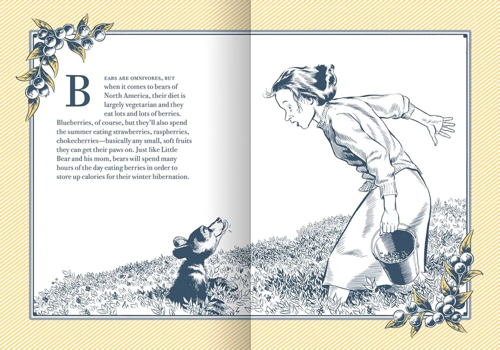 BEARS ARE OMNIVORES, BUT
when it comes to bears of
North America, their diet is
largely vegetarian and they
eat lots and lots of berries.
Blueberries, of course, but they'll also spend
the summer eating strawberries, raspberries,
chokecherries—basically any small, soft fruits
they can get their paws on. Just like Little
Bear and his mom, bears will spend many
hours of the day eating berries in order to
store up calories for their winter hibernation.